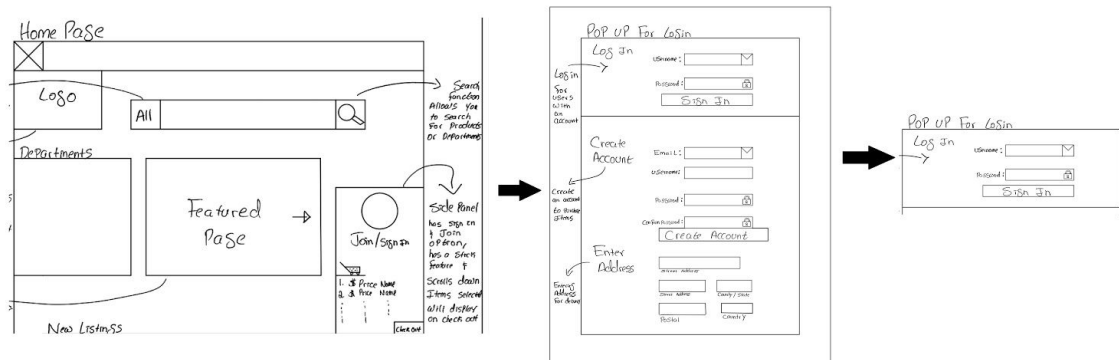 Home Page
Logo
All
Search
function
Allows you
to search
for Products
or Departments
Departments
Featured
Page
Join/Sign In
1. $ Price Name
2. $ Price Name
Check Out
Side Panel
has sign in
& Join
option,
has a stick
feature &
Scrolls down
Items selected
will display
on check out
New Listings
Pop UP For Login
Log In
Username:
Password:
Sign In
Log in
for
users
with
an
account
Create
Account
Email:
Username:
Password:
Confirm Password:
Create Account
Create
an account
to
items
Enter
Address
Address
County / State
Postal
Country
Address
for
Pop UP For Login
Log In
Username:
Password:
Sign In